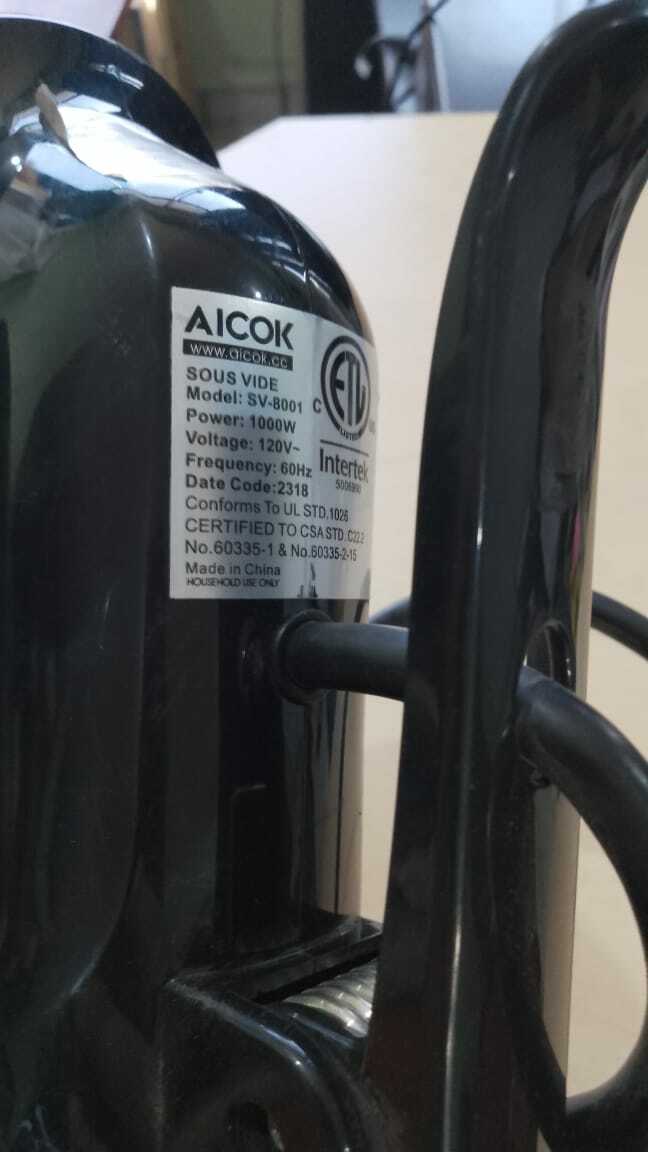 AICOK
www.aicok.cc
SOUS VIDE
Model: SV-8001
Power: 1000W
Voltage: 120V~
Frequency: 60Hz
Date Code:2318
Conforms To UL STD.1026
CERTIFIED TO CSA STD .C22.2
No.60335-1 & No.60335-2-15
Made in China
HOUSEHOLD USE ONLY
C
ETL
LISTED
Intertek